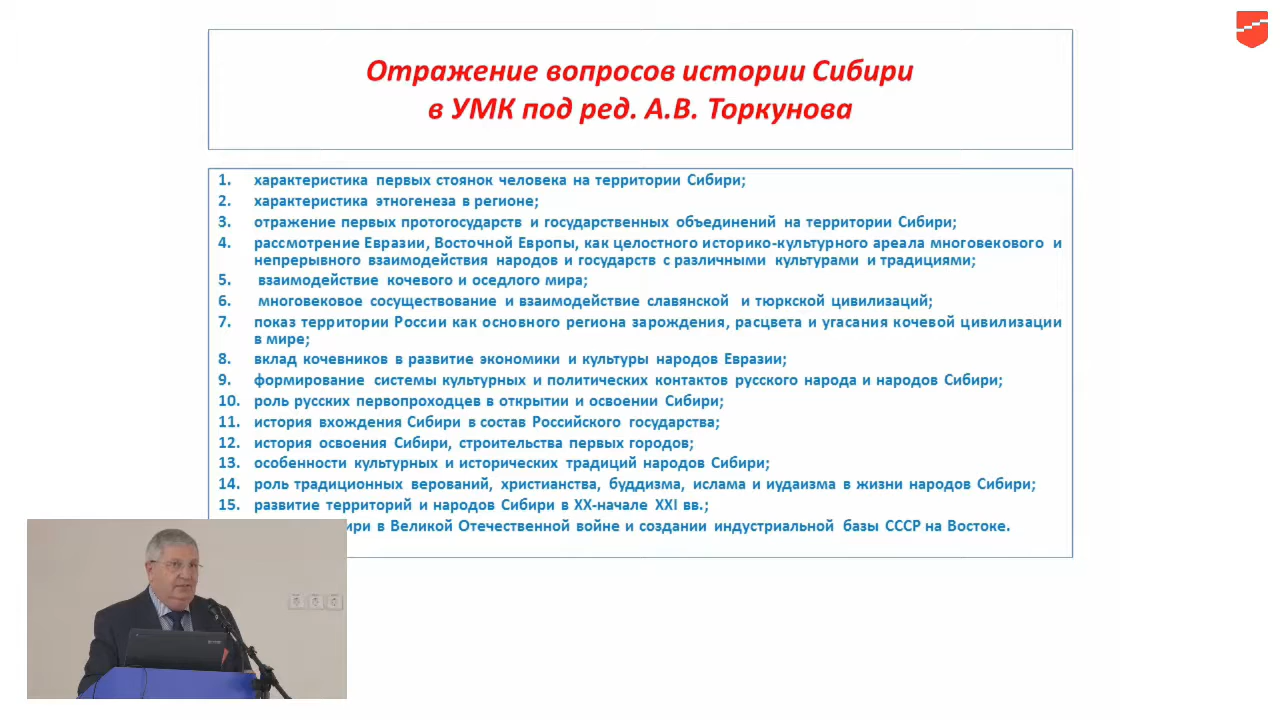 Отражение вопросов истории Сибири
в УМК под ред. А.В. Торкунова
1. характеристика первых стоянок человека на территории Сибири;
2. характеристика этногенеза в регионе;
3. отражение первых протогосударств и государственных объединений на территории Сибири;
4. рассмотрение Евразии, Восточной Европы, как целостного историко-культурного ареала многовекового и
непрерывного взаимодействия народов и государств с различными культурами и традициями;
5. взаимодействие кочевого и оседлого мира;
6. многовековое сосуществование и взаимодействие славянской и тюркской цивилизаций;
7. показ территории России как основного региона зарождения, расцвета и угасания кочевой цивилизации
в мире;
8. вклад кочевников в развитие экономики и культуры народов Евразии;
9. формирование системы культурных и политических контактов русского народа и народов Сибири;
10. роль русских первопроходцев в открытии и освоении Сибири;
11. история вхождения Сибири в состав Российского государства;
12. история освоения Сибири, строительства первых городов;
13. особенности культурных и исторических традиций народов Сибири;
14. роль традиционных верований, христианства, буддизма, ислама и иудаизма в жизни народов Сибири;
15. развитие территорий и народов Сибири в XX-начале XXI вв.;
в Великой Отечественной войне и создании индустриальной базы СССР на Востоке.